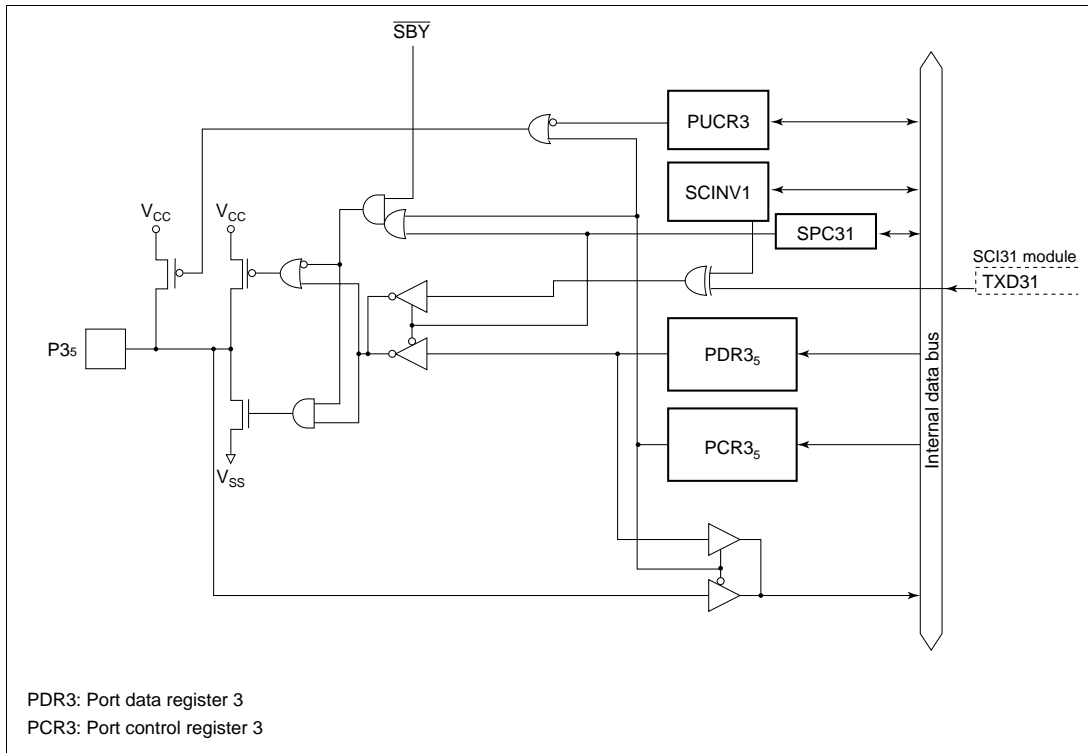 SBY
PUCR3
SCINV1
VCC
VCC
SPC31
SCI31 module
TXD31
P35
PDR35
PCR35
Internal data bus
VSS
PDR3: Port data register 3
PCR3: Port control register 3